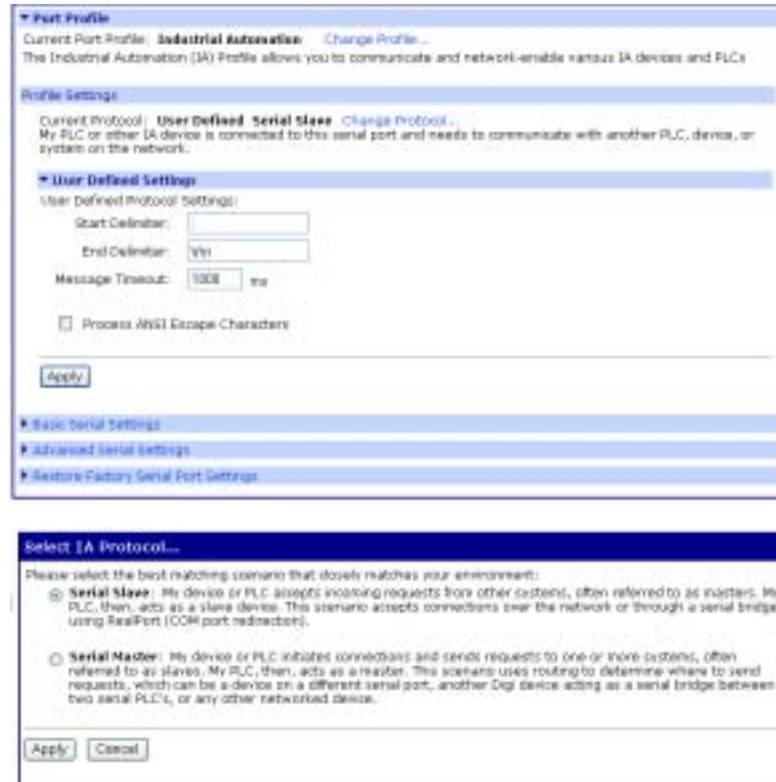 Port Profile
Current Port Profile: Industrial Automation Change Profile...
The Industrial Automation (IA) Profile allows you to communicate and network-enable various IA devices and PLCs
Profile Settings
Current Protocol: User Defined Serial Slave Change Protocol...
My PLC or other IA device is connected to this serial port and needs to communicate with another PLC, device, or
system on the network.
User Defined Settings
User Defined Protocol Settings:
Start Delimiter:
End Delimiter:
Message Timeout: 1000 ms
Process ANSI Escape Characters
Apply
Basic Serial Settings
Advanced Serial Settings
Restore Factory Serial Port Settings
Select IA Protocol...
Please select the best matching scenario that closely matches your environment:
Serial Slave: My device or PLC accepts incoming requests from other systems, often referred to as masters. My
PLC, then, acts as a slave device. This scenario accepts connections over the network or through a serial bridge
using RealPort (COM port redirection).
Serial Master: My device or PLC initiates connections and sends requests to one or more systems, often
referred to as slaves. My PLC, then, acts as a master. This scenario uses routing to determine where to send
requests, which can be a device on a different serial port, another Digi device acting as a serial bridge between
two serial PLC's, or any other networked device.
Apply Cancel